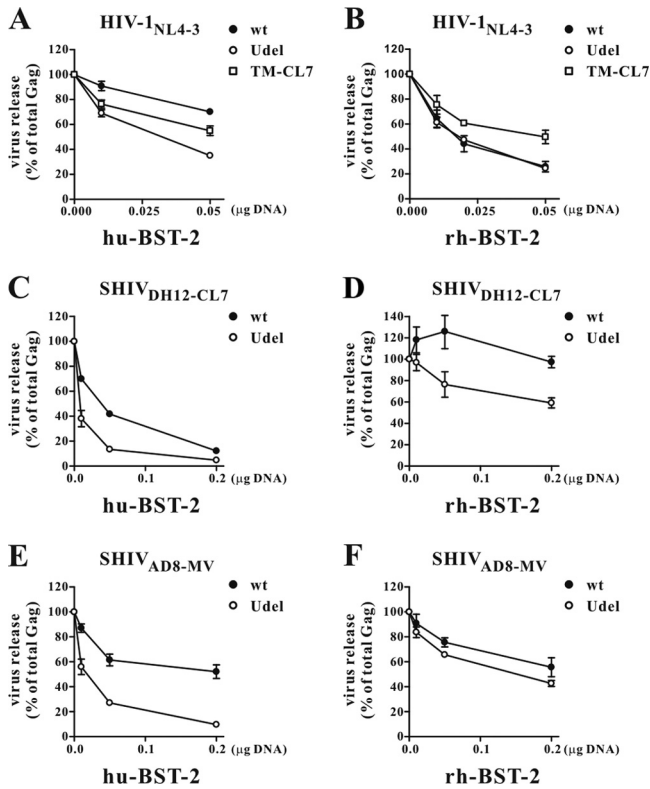 A
HIV-1NL4-3
wt
Udel
TM-CL7
virus release
(% of total Gag)
120
100
80
60
40
20
0
0.000
0.025
0.05
(μg DNA)
hu-BST-2
B
HIV-1NL4-3
wt
Udel
TM-CL7
virus release
(% of total Gag)
120
100
80
60
40
20
0
0.000
0.025
0.05
(μg DNA)
rh-BST-2
C
SHIVDH12-CL7
wt
Udel
virus release
(% of total Gag)
120
100
80
60
40
20
0
0.0
0.1
0.2
(μg DNA)
hu-BST-2
D
SHIVDH12-CL7
wt
Udel
virus release
(% of total Gag)
140
120
100
80
60
40
20
0
0.0
0.1
0.2
(μg DNA)
rh-BST-2
E
SHIVAD8-MV
wt
Udel
virus release
(% of total Gag)
120
100
80
60
40
20
0
0.0
0.1
0.2
(μg DNA)
hu-BST-2
F
SHIVAD8-MV
wt
Udel
virus release
(% of total Gag)
120
100
80
60
40
20
0
0.0
0.1
0.2
(μg DNA)
rh-BST-2